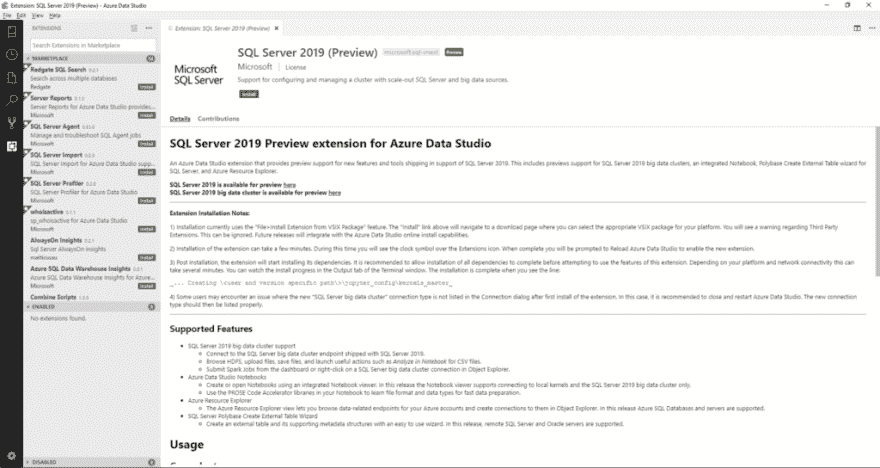 Extension: SQL Server 2019 (Preview) - Azure Data Studio
File Edit View Help
EXTENSIONS
Extension: SQL Server 2019 (Preview)
Search Extensions in Marketplace
MARKETPLACE
Redgate SQL Search 0.2.1
Search across multiple databases
Redgate Install
Server Reports
Server Reports for Azure Data Studio provides...
Microsoft Install
SQL Server Agent
Manage and troubleshoot SQL Agent jobs
Microsoft Install
SQL Server Import
SQL Server Import for Azure Data Studio supp...
Microsoft Install
SQL Server Profiler
SQL Server Profiler for Azure Data Studio
Microsoft Install
whoisactive
sp_whoisactive for Azure Data Studio
Microsoft Install
AlwaysOn Insights 0.2.1
Sql Server AlwaysOn insights
Install
Azure SQL Data Warehouse Insights
Azure SQL Data Warehouse Insights for Azure...
Microsoft Install
Combine Scripts
ENABLED
No extensions found.
DISABLED
Microsoft
SQL Server
SQL Server 2019 (Preview) Preview
Microsoft License
Support for configuring and managing a cluster with scale-out SQL Server and big data sources.
Install
Details Contributions
SQL Server 2019 Preview extension for Azure Data Studio
An Azure Data Studio extension that provides preview support for new features and tools shipping in support of SQL Server 2019. This includes previews support for SQL Server 2019 big data clusters, an integrated Notebook, Polybase Create External Table wizard for
SQL Server, and Azure Resource Explorer.
SQL Server 2019 is available for preview here
SQL Server 2019 big data cluster is available for preview here
Extension Installation Notes:
1) Installation currently uses the "File>Install Extension from VSIX Package" feature. The "Install" link above will navigate to a download page where you can select the appropriate VSIX package for your platform. You will see a warning regarding Third Party
Extensions. This can be ignored. Future releases will integrate with the Azure Data Studio online install capabilities.
2) Installation of the extension can take a few minutes. During this time you will see the clock symbol over the Extensions icon. When complete you will be prompted to Reload Azure Data Studio to enable the new extension.
3) Post installation, the extension will start installing its dependencies. It is recommended to allow installation of all dependencies to complete before attempting to use the features of this extension. Depending on your platform and network connectivity this can
take several minutes. You can watch the install progress in the Output tab of the Terminal window. The installation is complete when you see the line:
_... Creating \<user and version specific path\>\jupyter_config\kernels_master_
4) Some users may encounter an issue where the new "SQL Server big data cluster" connection type is not listed in the Connection dialog after first install of the extension. In this case, it is recommended to close and restart Azure Data Studio. The new connection
type should then be listed properly.
Supported Features
SQL Server 2019 big data cluster support
Connect to the SQL Server big data cluster endpoint shipped with SQL Server 2019.
Browse HDFS, upload files, save files, and launch useful actions such as Analyze in Notebook for CSV files.
Submit Spark Jobs from the dashboard or right-click on a SQL Server big data cluster connection in Object Explorer.
Azure Data Studio Notebooks
Create or open Notebooks using an integrated Notebook viewer. In this release the Notebook viewer supports connecting to local kernels and the SQL Server 2019 big data cluster only.
Use the PROSE Code Accelerator libraries in your Notebook to learn file format and data types for fast data preparation.
Azure Resource Explorer
The Azure Resource Explorer view lets you browse data-related endpoints for your Azure accounts and create connections to them in Object Explorer. In this release Azure SQL Databases and servers are supported.
SQL Server Polybase Create External Table Wizard
Create an external table and its supporting metadata structures with an easy to use wizard. In this release, remote SQL Server and Oracle servers are supported.
Usage